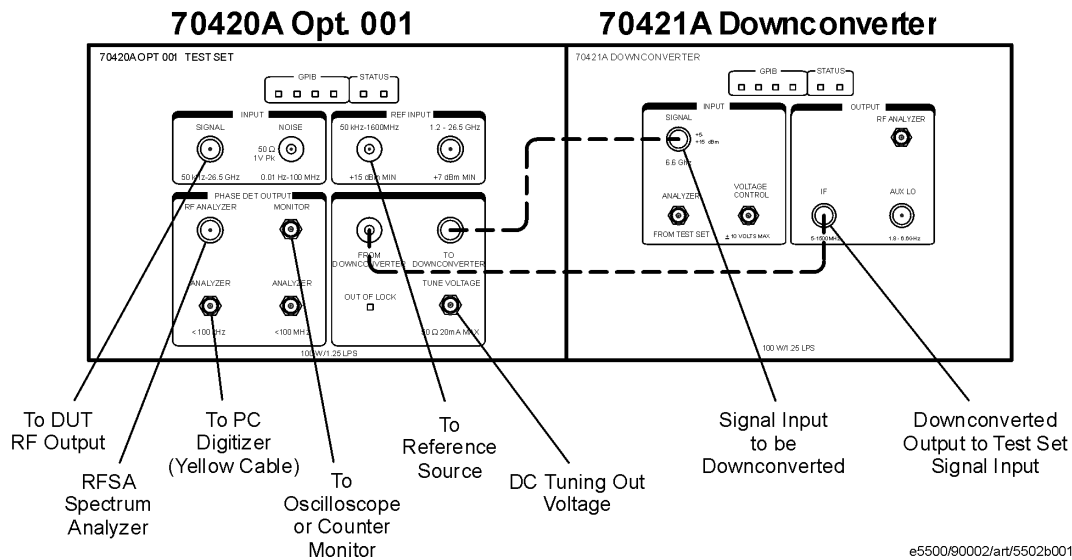 70420A Opt. 001
70421A Downconverter
70420A OPT 001 TEST SET
GPIB
STATUS
INPUT
SIGNAL
NOISE
50 Ω
1V Pk
50 kHz-26.5 GHz
0.01 Hz-100 MHz
REF INPUT
50 kHz-1600MHz
1.2 - 26.5 GHz
+15 dBm MIN
+7 dBm MIN
PHASE DET OUTPUT
RF ANALYZER
MONITOR
ANALYZER
ANALYZER
<100 kHz
<100 MHz
FROM
DOWNCONVERTER
TO
DOWNCONVERTER
OUT OF LOCK
TUNE VOLTAGE
50 Ω 20mA MAX
100 W/1.25 LPS
70421A DOWNCONVERTER
GPIB
STATUS
INPUT
SIGNAL
+5
+15 dBm
6.6 GHz
ANALYZER
VOLTAGE
CONTROL
FROM TEST SET
± 10 VOLTS MAX
OUTPUT
RF ANALYZER
IF
AUX LO
5-1500MHz
1.8 - 6.6GHz
100 W/1.25 LPS
To DUT
RF Output
RFSA
Spectrum
Analyzer
To PC
Digitizer
(Yellow Cable)
To
Oscilloscope
or Counter
Monitor
To
Reference
Source
DC Tuning Out
Voltage
Signal Input
to be
Downconverted
Downconverted
Output to Test Set
Signal Input
e5500/90002/art/5502b001